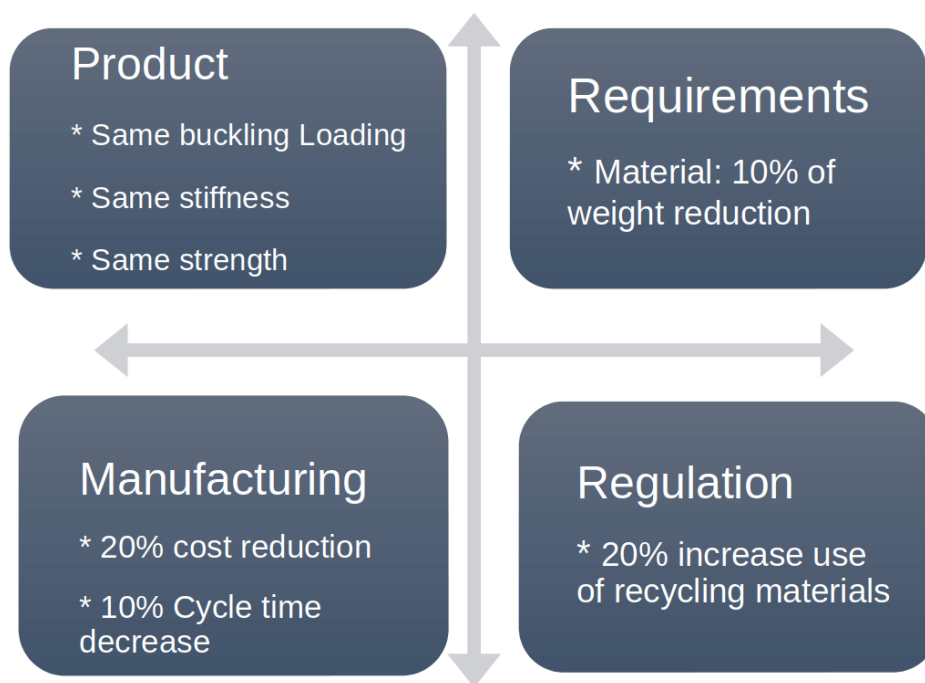 Product
* Same buckling Loading
* Same stiffness
* Same strength
Requirements
* Material: 10% of
weight reduction
Manufacturing
* 20% cost reduction
* 10% Cycle time
decrease
Regulation
* 20% increase use
of recycling materials